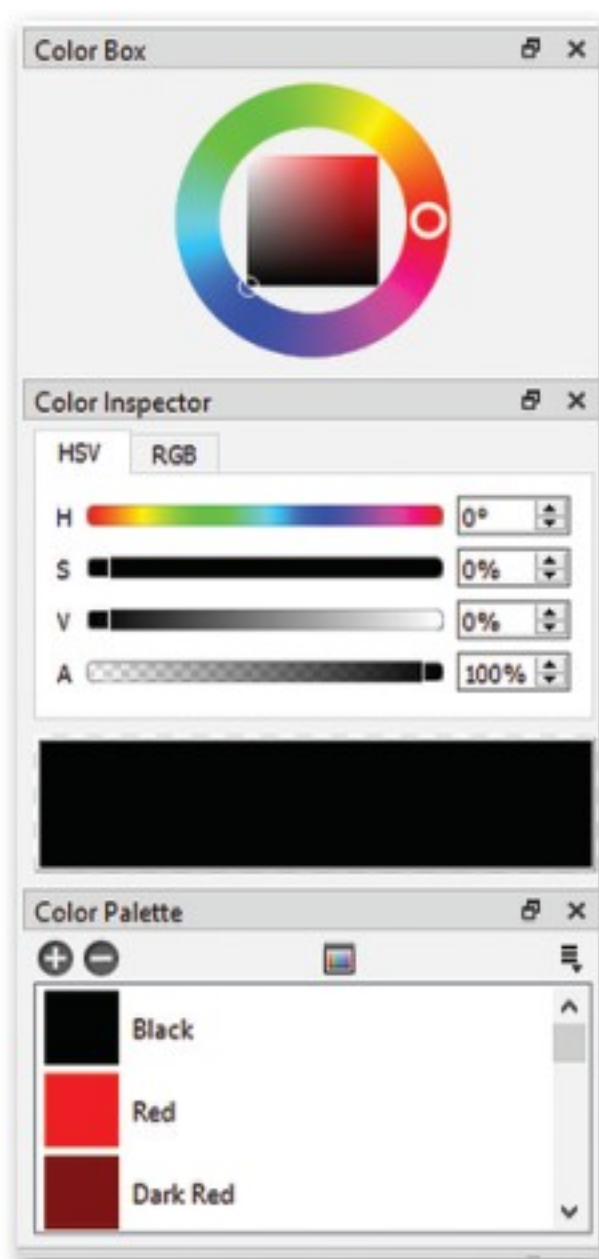 Color Box
Color Inspector
HSV RGB
H 0°
S 0%
V 0%
A 100%
Color Palette
Black
Red
Dark Red